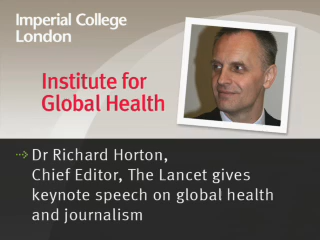 Imperial College
London
Institute for
Global Health
Dr Richard Horton,
Chief Editor, The Lancet gives
keynote speech on global health
and journalism